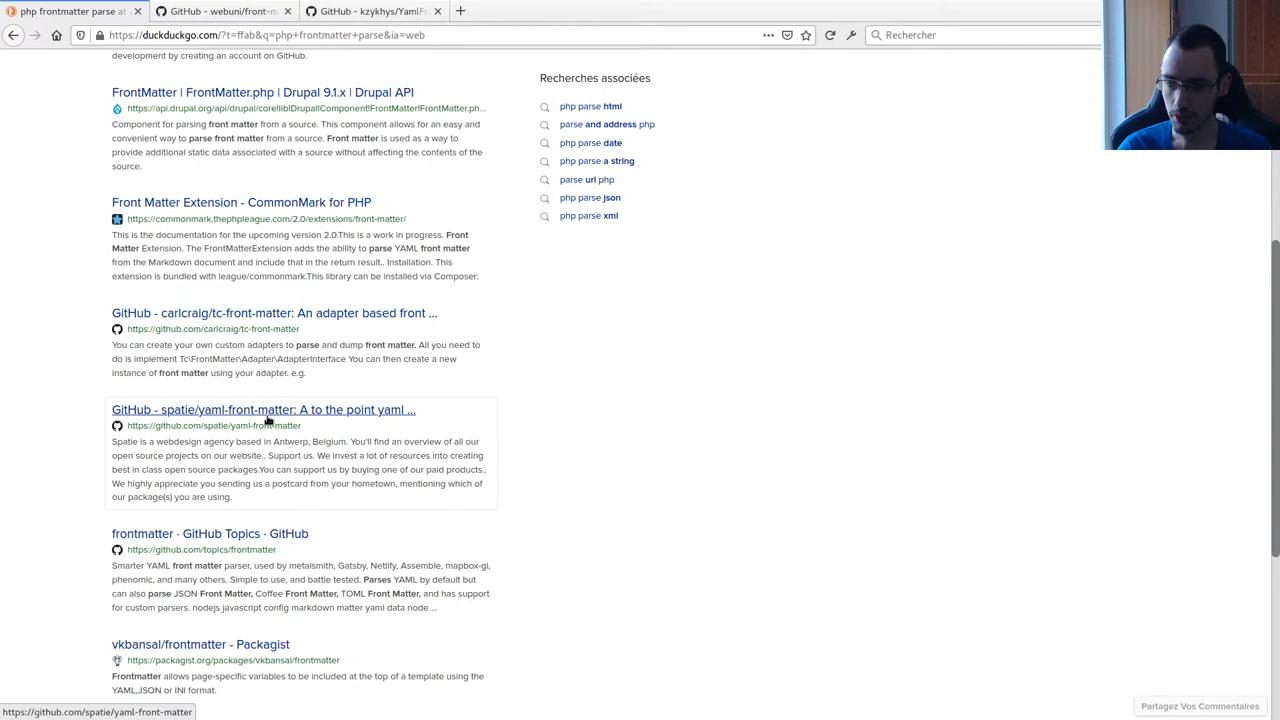 php frontmatter parse at
GitHub - webuni/front-m
GitHub - kzykhys/YamlFr
https://duckduckgo.com/?t=ffab&q=php+frontmatter+parse&ia=web
Rechercher
development by creating an account on GitHub.
FrontMatter | FrontMatter.php | Drupal 9.1.x | Drupal API
https://api.drupal.org/api/drupal/core!lib!Drupal!Component!FrontMatter!FrontMatter.ph...
Component for parsing front matter from a source. This component allows for an easy and
convenient way to parse front matter from a source. Front matter is used as a way to
provide additional static data associated with a source without affecting the contents of the
source.
Front Matter Extension - CommonMark for PHP
https://commonmark.thephpleague.com/2.0/extensions/front-matter/
This is the documentation for the upcoming version 2.0.This is a work in progress. Front
Matter Extension. The FrontMatterExtension adds the ability to parse YAML front matter
from the Markdown document and include that in the return result.. Installation. This
extension is bundled with league/commonmark.This library can be installed via Composer:
GitHub - carlcraig/tc-front-matter: An adapter based front ...
https://github.com/carlcraig/tc-front-matter
You can create your own custom adapters to parse and dump front matter. All you need to
do is implement Tc\FrontMatter\Adapter\AdapterInterface You can then create a new
instance of front matter using your adapter. e.g.
GitHub - spatie/yaml-front-matter: A to the point yaml ...
https://github.com/spatie/yaml-front-matter
Spatie is a webdesign agency based in Antwerp, Belgium. You'll find an overview of all our
open source projects on our website.. Support us. We invest a lot of resources into creating
best in class open source packages.You can support us by buying one of our paid products..
We highly appreciate you sending us a postcard from your hometown, mentioning which of
our package(s) you are using.
frontmatter · GitHub Topics · GitHub
https://github.com/topics/frontmatter
Smarter YAML front matter parser, used by metalsmith, Gatsby, Netlify, Assemble, mapbox-gl,
phenomic, and many others. Simple to use, and battle tested. Parses YAML by default but
can also parse JSON Front Matter, Coffee Front Matter, TOML Front Matter, and has support
for custom parsers. nodejs javascript config markdown matter yaml data node ...
vkbansal/frontmatter - Packagist
https://packagist.org/packages/vkbansal/frontmatter
Frontmatter allows page-specific variables to be included at the top of a template using the
YAML,JSON or INI format.
Recherches associées
php parse html
parse and address php
php parse date
php parse a string
parse url php
php parse json
php parse xml
Partagez Vos Commentaires
https://github.com/spatie/yaml-front-matter